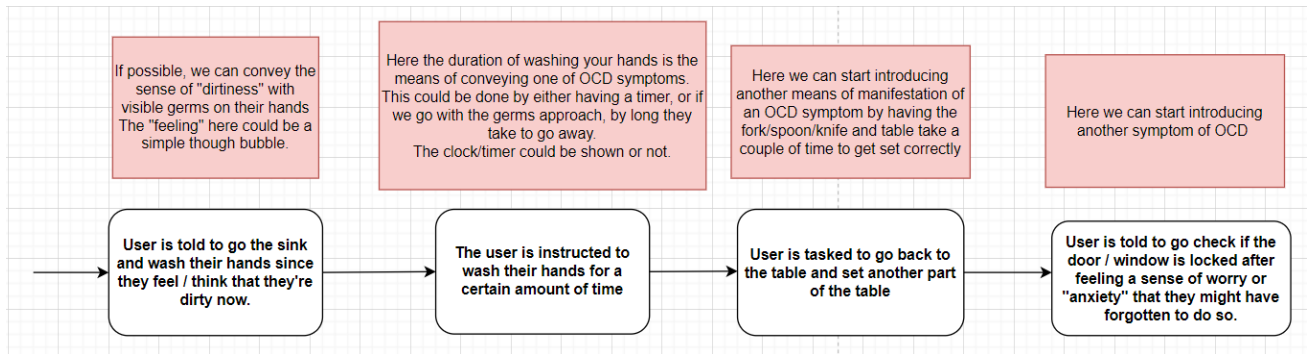 If possible, we can convey the
sense of "dirtiness" with
visible germs on their hands
The "feeling" here could be a
simple though bubble.
Here the duration of washing your hands is the
means of conveying one of OCD symptoms.
This could be done by either having a timer, or if
we go with the germs approach, by long they
take to go away.
The clock/timer could be shown or not.
Here we can start introducing
another means of manifestation of
an OCD symptom by having the
fork/spoon/knife and table take a
couple of time to get set correctly
Here we can start introducing
another symptom of OCD
User is told to go the sink
and wash their hands since
they feel / think that they're
dirty now.
The user is instructed to
wash their hands for a
certain amount of time
User is tasked to go back to
the table and set another part
of the table
User is told to go check if the
door / window is locked after
feeling a sense of worry or
"anxiety" that they might have
forgotten to do so.